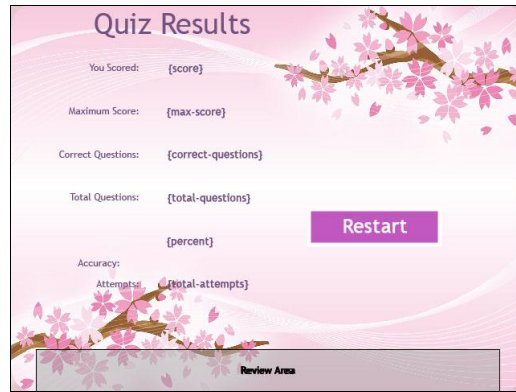 Quiz Results
You Scored: {score}
Maximum Score: {max-score}
Correct Questions: {correct-questions}
Total Questions: {total-questions}
{percent}
Accuracy:
Attempts: {total-attempts}
Restart
Review Area